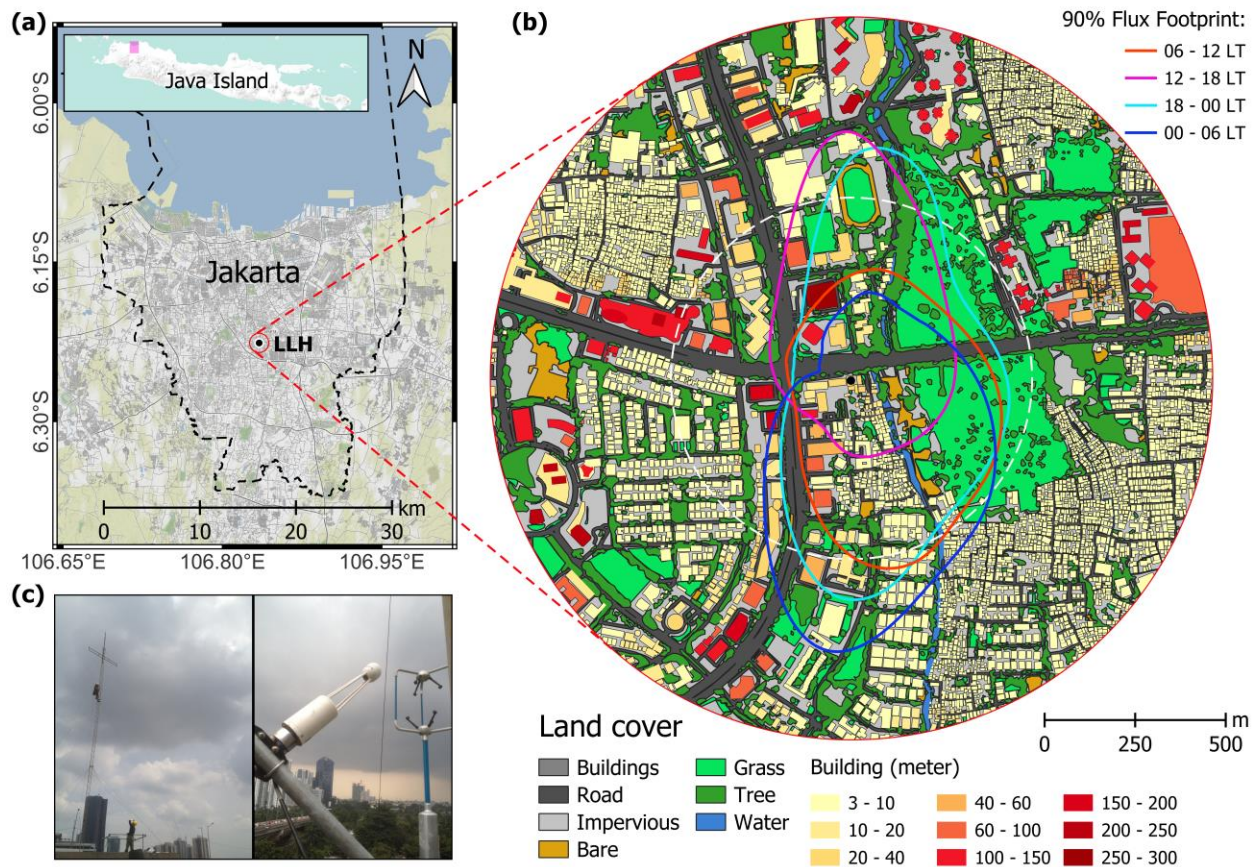 (a)
N
Java Island
6.00°S
6.15°S
6.30°S
Jakarta
LLH
0 10 20 30 km
106.65°E 106.80°E 106.95°E
(b)
90% Flux Footprint:
06 - 12 LT
12 - 18 LT
18 - 00 LT
00 - 06 LT
m
0 250 500
Land cover
Buildings
Road
Impervious
Bare
Grass
Tree
Water
Building (meter)
3 - 10
10 - 20
20 - 40
40 - 60
60 - 100
100 - 150
150 - 200
200 - 250
250 - 300
(c)